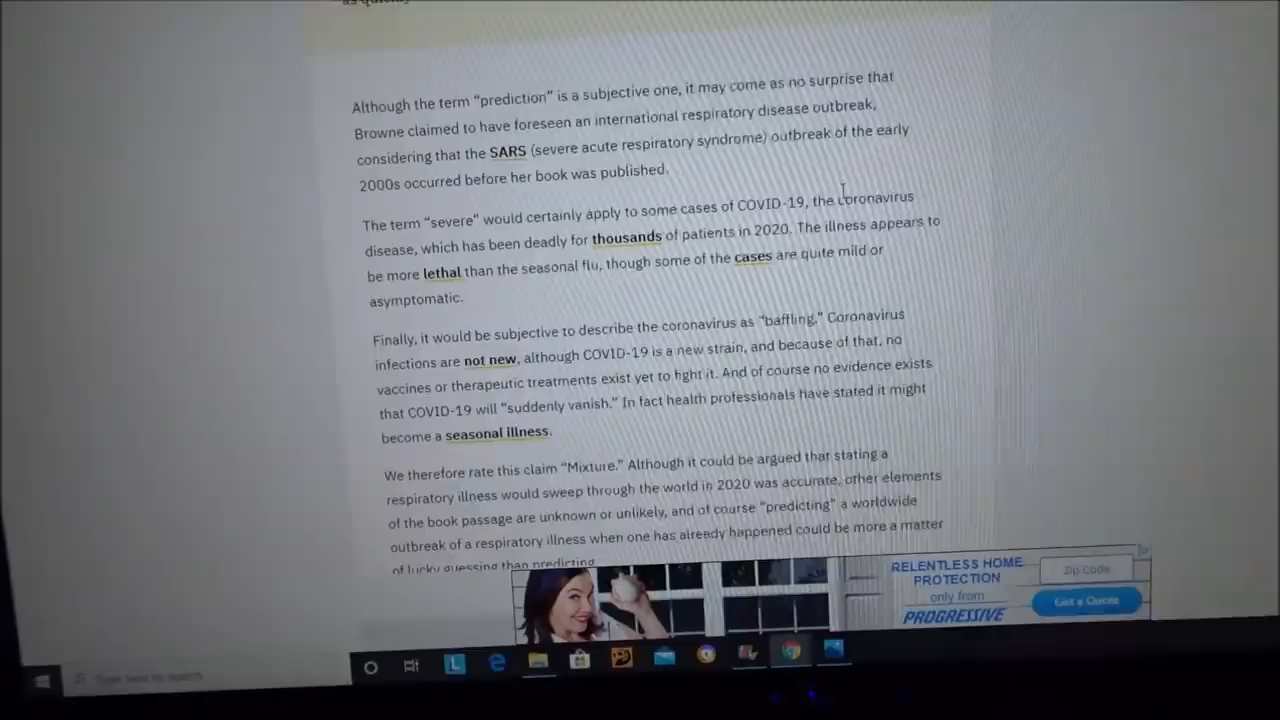 as quickly
Although the term “prediction” is a subjective one, it may come as no surprise that
Browne claimed to have foreseen an international respiratory disease outbreak,
considering that the SARS (severe acute respiratory syndrome) outbreak of the early
2000s occurred before her book was published.
The term “severe” would certainly apply to some cases of COVID-19, the coronavirus
disease, which has been deadly for thousands of patients in 2020. The illness appears to
be more lethal than the seasonal flu, though some of the cases are quite mild or
asymptomatic.
Finally, it would be subjective to describe the coronavirus as “baffling.” Coronavirus
infections are not new, although COVID-19 is a new strain, and because of that, no
vaccines or therapeutic treatments exist yet to fight it. And of course no evidence exists
that COVID-19 will “suddenly vanish.” In fact health professionals have stated it might
become a seasonal illness.
We therefore rate this claim “Mixture.” Although it could be argued that stating a
respiratory illness would sweep through the world in 2020 was accurate, other elements
of the book passage are unknown or unlikely, and of course “predicting” a worldwide
outbreak of a respiratory illness when one has already happened could be more a matter
of lucky guessing than predicting
RELENTLESS HOME
PROTECTION
only from
PROGRESSIVE
Zip Code
Get a Quote
Type here to search